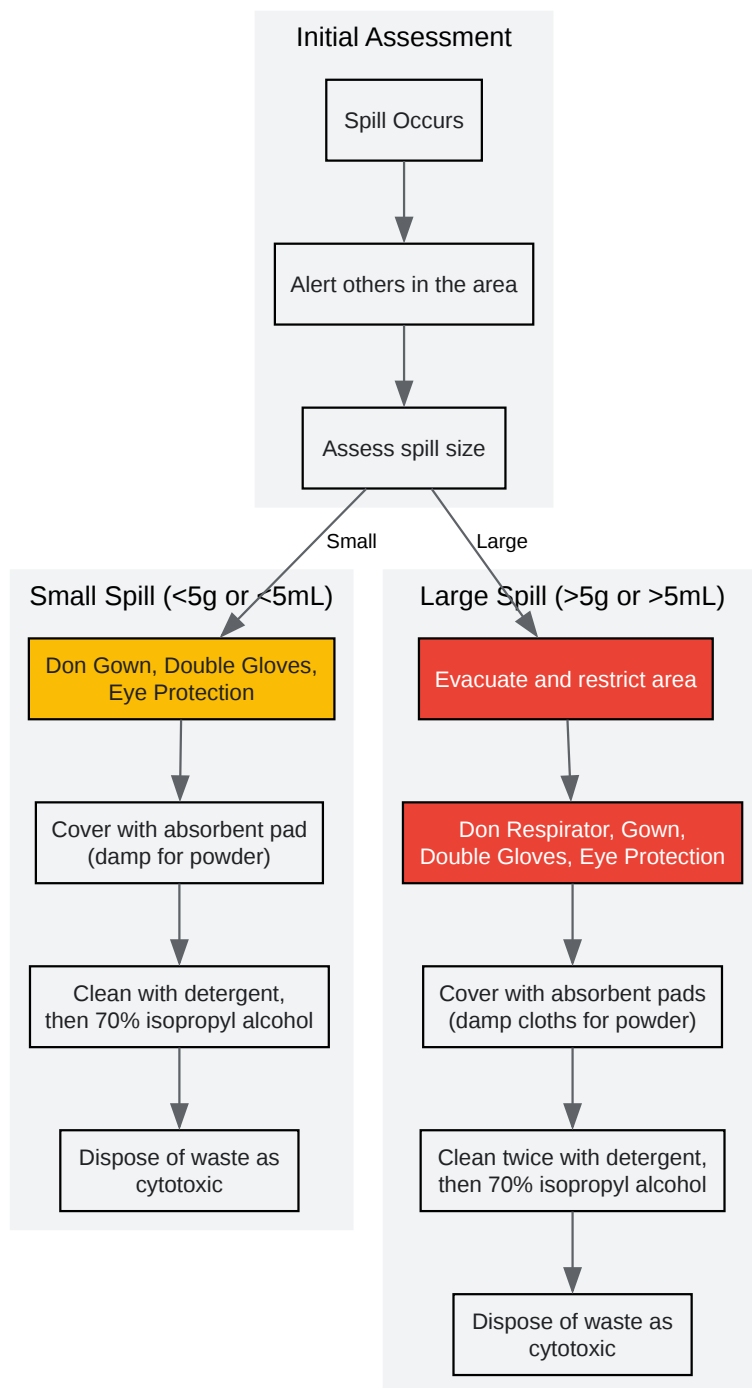 Initial Assessment
Spill Occurs
Alert others in the area
Assess spill size
Small
Large
Small Spill (<5g or <5mL)
Don Gown, Double Gloves,
Eye Protection
Cover with absorbent pad
(damp for powder)
Clean with detergent,
then 70% isopropyl alcohol
Dispose of waste as
cytotoxic
Large Spill (>5g or >5mL)
Evacuate and restrict area
Don Respirator, Gown,
Double Gloves, Eye Protection
Cover with absorbent pads
(damp cloths for powder)
Clean twice with detergent,
then 70% isopropyl alcohol
Dispose of waste as
cytotoxic